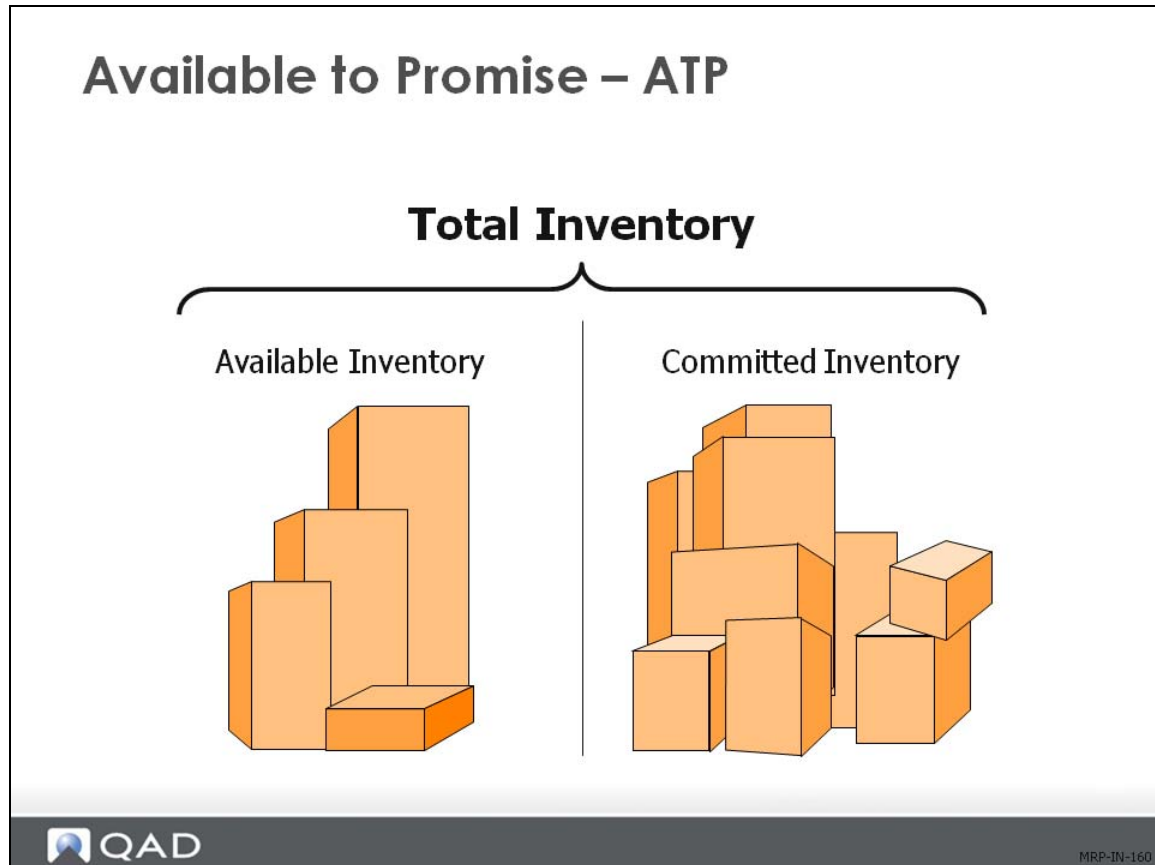 Available to Promise – ATP
Total Inventory
Available Inventory
Committed Inventory
QAD
MRP-IN-160